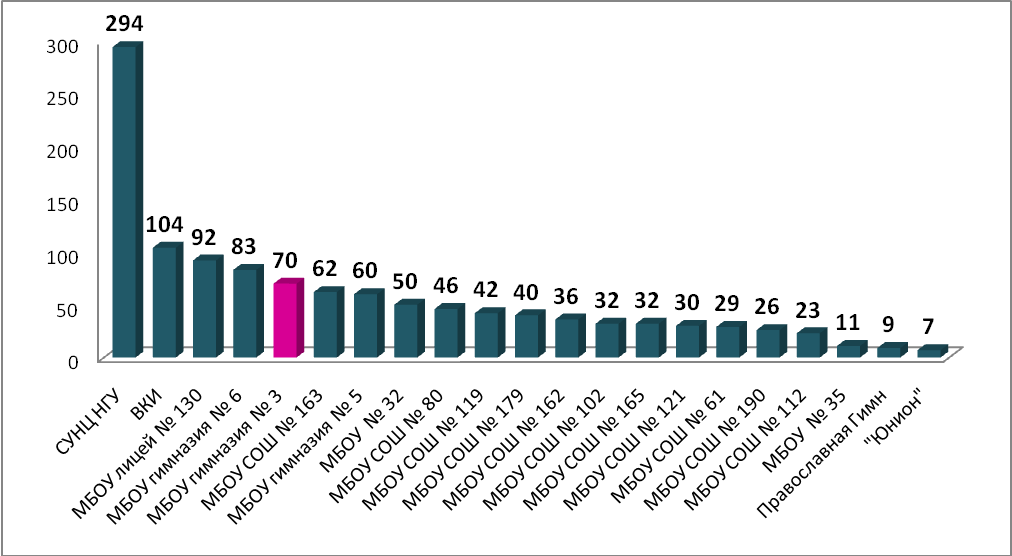 294
300
250
200
150
100
50
0
104
92
83
70
62
60
50
46
42
40
36
32
32
30
29
26
23
11
9
7
СУНЦ НГУ
ВКИ
МБОУ лицей № 130
МБОУ гимназия № 6
МБОУ гимназия № 3
МБОУ СОШ № 163
МБОУ гимназия № 5
МБОУ № 32
МБОУ СОШ № 80
МБОУ СОШ № 119
МБОУ СОШ № 179
МБОУ СОШ № 162
МБОУ СОШ № 102
МБОУ СОШ № 165
МБОУ СОШ № 121
МБОУ СОШ № 61
МБОУ СОШ № 190
МБОУ СОШ № 112
МБОУ № 35
Православная Гимн
"Юнион"